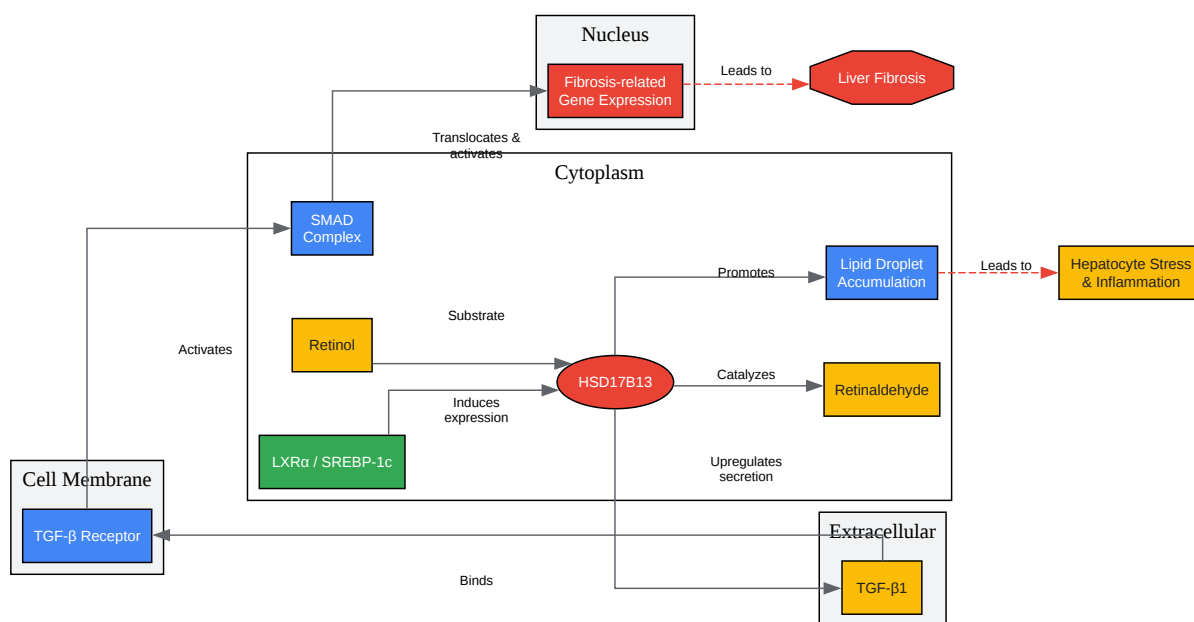 Nucleus
Fibrosis-related
Gene Expression
Leads to
Liver Fibrosis
Translocates &
activates
Cytoplasm
SMAD
Complex
Promotes
Lipid Droplet
Accumulation
Leads to
Hepatocyte Stress
& Inflammation
Substrate
Activates
Retinol
HSD17B13
Catalyzes
Retinaldehyde
Induces
expression
LXRα / SREBP-1c
Upregulates
secretion
Cell Membrane
TGF-β Receptor
Extracellular
Binds
TGF-β1